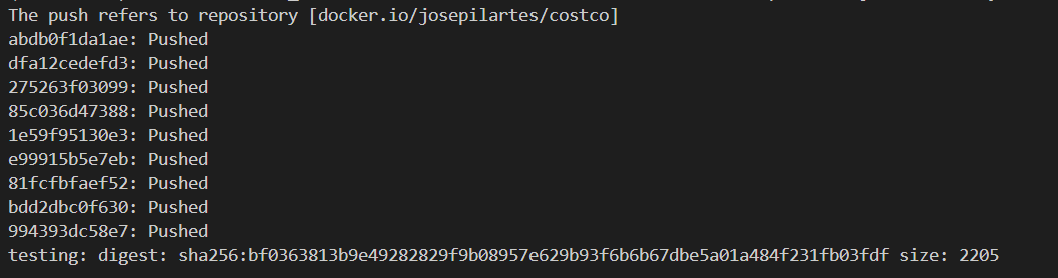 The push refers to repository [docker.io/josepilartes/costco]
abdb0f1da1ae: Pushed
dfa12cedefd3: Pushed
275263f03099: Pushed
85c036d47388: Pushed
1e59f95130e3: Pushed
e99915b5e7eb: Pushed
81fcfbfaef52: Pushed
bdd2dbc0f630: Pushed
994393dc58e7: Pushed
testing: digest: sha256:bf0363813b9e49282829f9b08957e629b93f6b6b67dbe5a01a484f231fb03fdf size: 2205